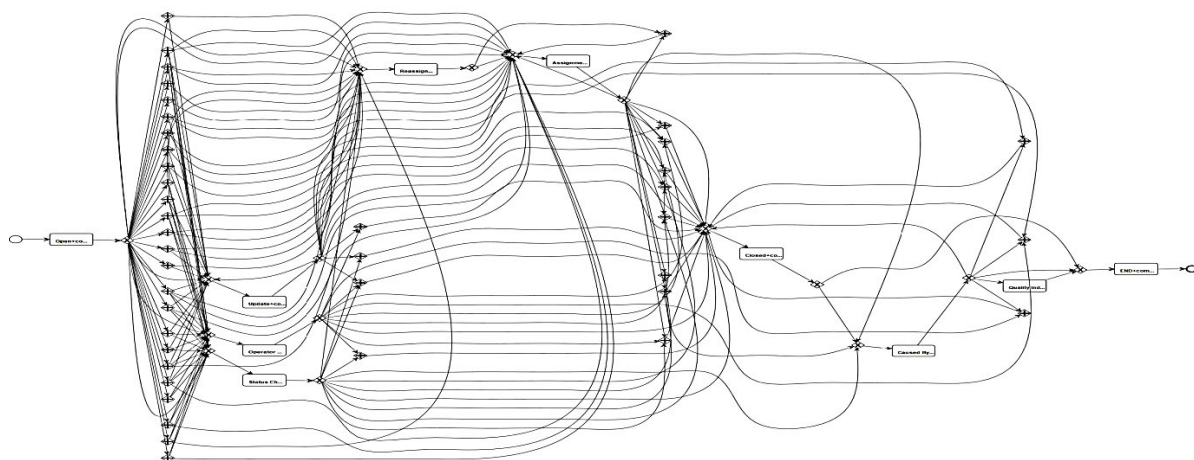 Open+co...
Update+co...
Operator ...
Status Ch...
Reassign...
Assignme...
Closed+co...
Caused By...
Quality Ind...
END+com...